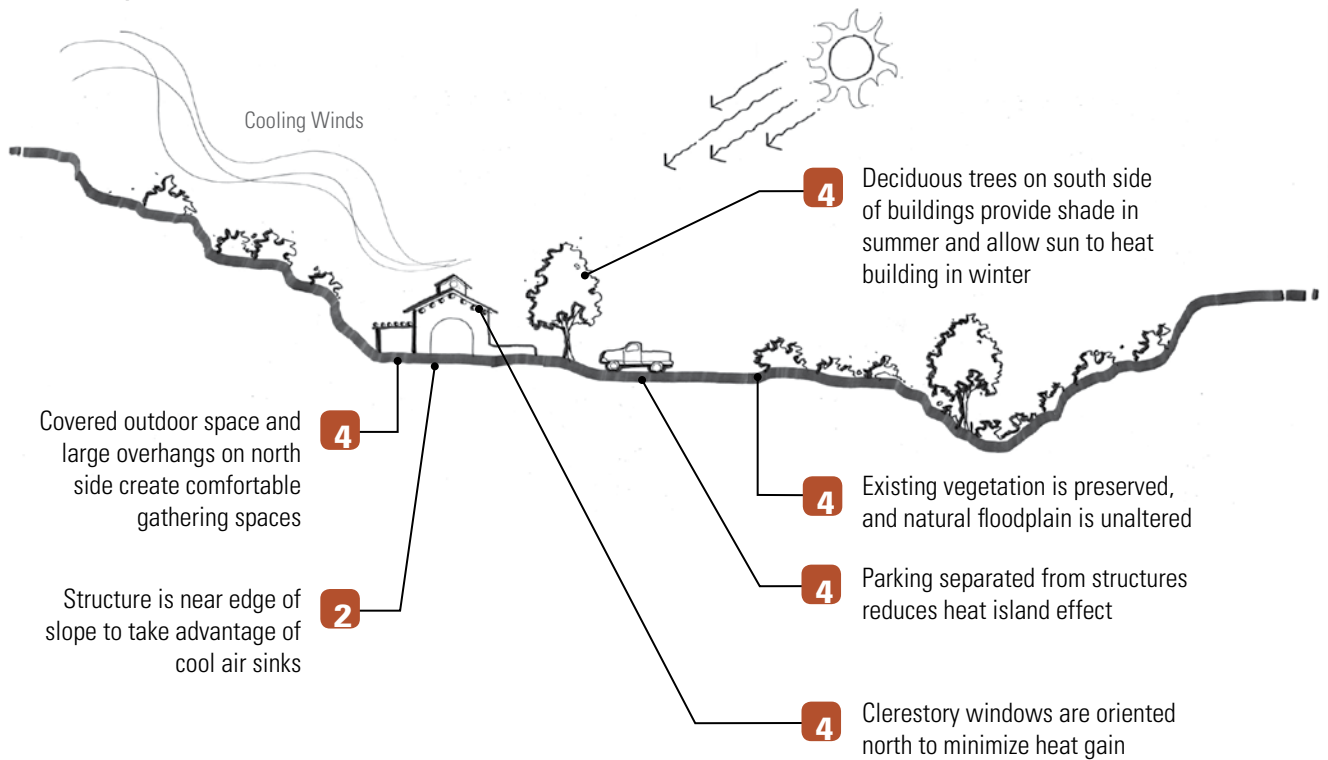 Cooling Winds
4
Deciduous trees on south side
of buildings provide shade in
summer and allow sun to heat
building in winter
Covered outdoor space and
large overhangs on north
side create comfortable
gathering spaces
4
4
Existing vegetation is preserved,
and natural floodplain is unaltered
Structure is near edge of
slope to take advantage of
cool air sinks
2
4
Parking separated from structures
reduces heat island effect
4
Clerestory windows are oriented
north to minimize heat gain